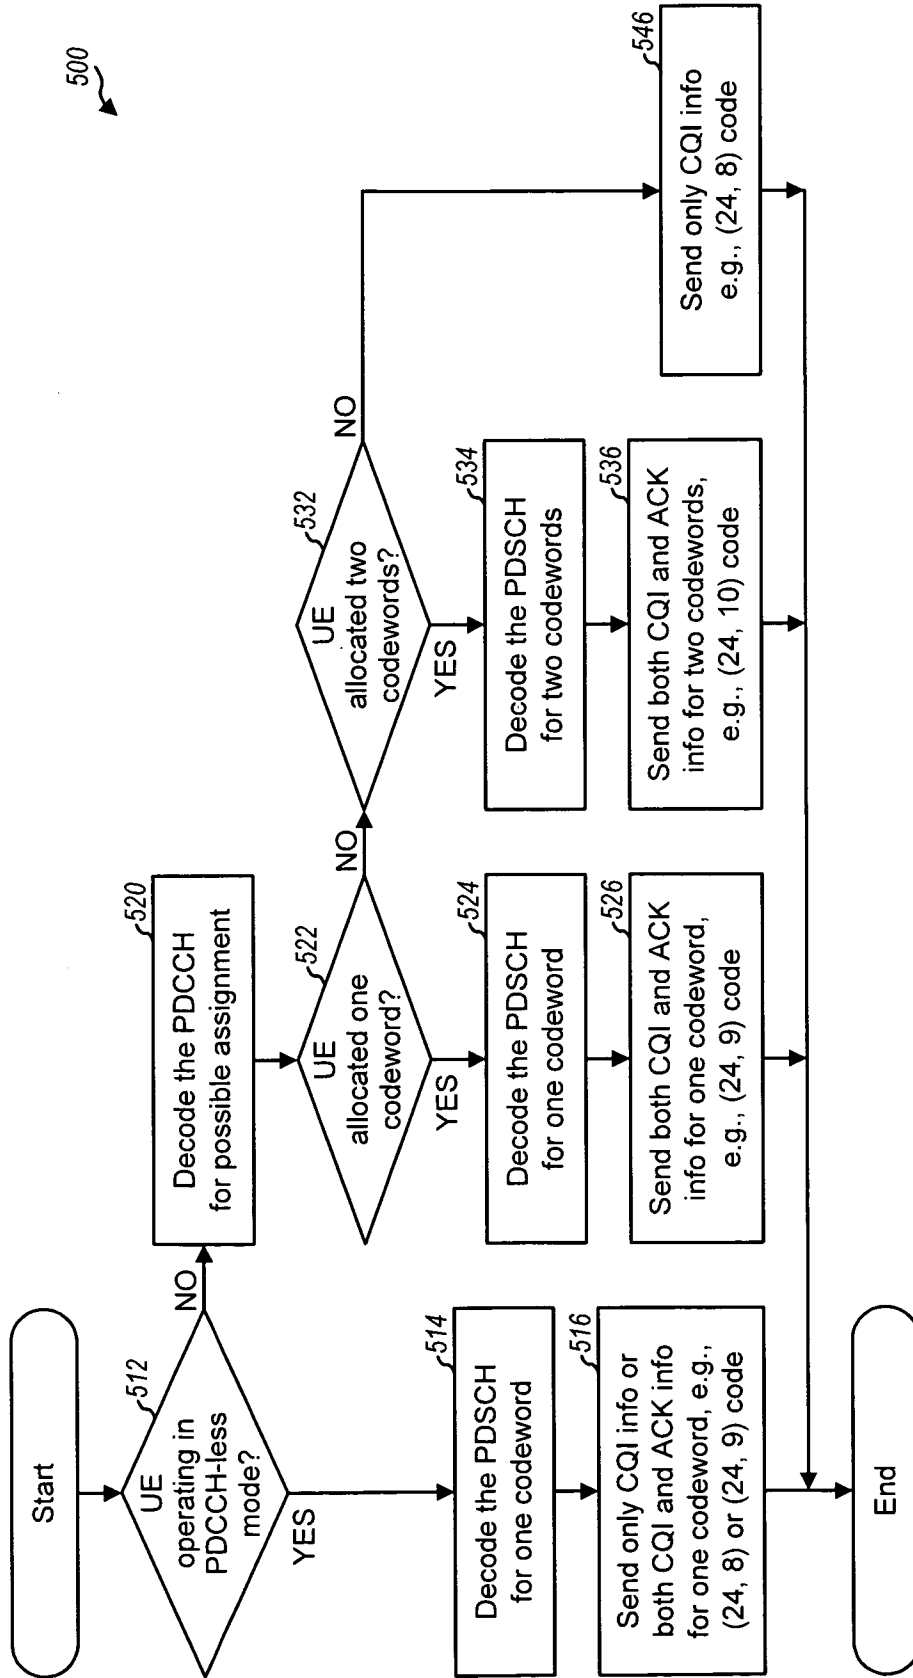 500
Start
512
UE
operating in
PDCCH-less
mode?
NO
YES
514
Decode the PDSCH
for one codeword
516
Send only CQI info or
both CQI and ACK info
for one codeword, e.g.,
(24, 8) or (24, 9) code
520
Decode the PDCCH
for possible assignment
522
UE
allocated one
codeword?
NO
YES
524
Decode the PDSCH
for one codeword
526
Send both CQI and ACK
info for one codeword,
e.g., (24, 9) code
532
UE
allocated two
codewords?
NO
YES
534
Decode the PDSCH
for two codewords
536
Send both CQI and ACK
info for two codewords,
e.g., (24, 10) code
546
Send only CQI info
e.g., (24, 8) code
End